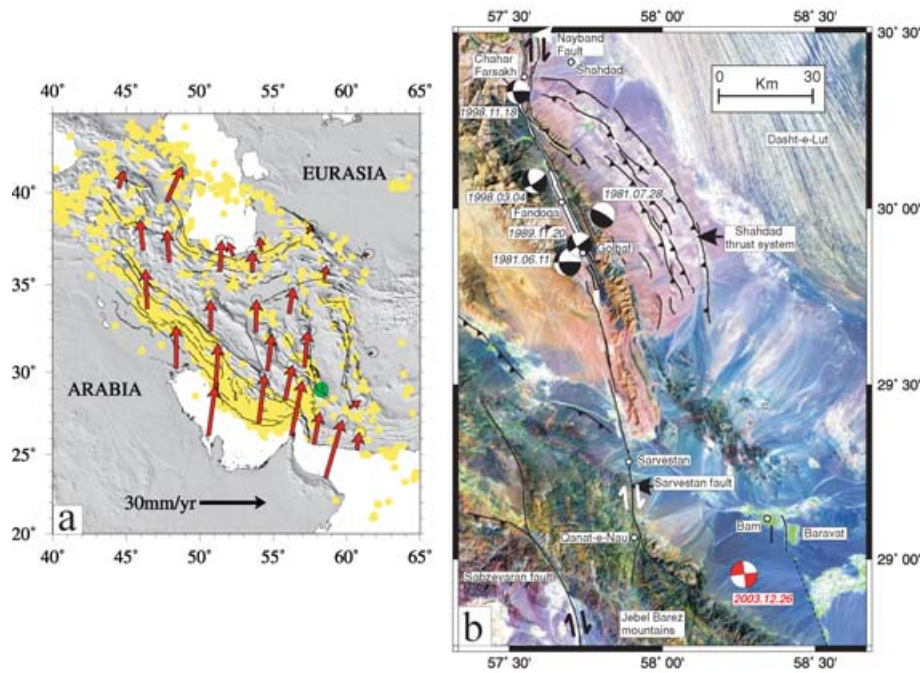 40° 45° 50° 55° 60° 65°
40°
35°
30°
25°
20°
EURASIA
ARABIA
30mm/yr
a
40° 45° 50° 55° 60° 65°
57° 30' 58° 00' 58° 30'
30° 30'
30° 00'
29° 30'
29° 00'
Nayband
Fault
Chahar
Farsakh
Shahdad
0 30
Km
1998.11.18
Dasht-e-Lut
1981.07.28
1998.03.04
Fandoqa
1989.11.20
Golbaf
1981.06.11
Shahdad
thrust system
Sarvestan
Sarvestan fault
Bam
Baravat
Qanat-e-Nau
Sabzevaran fault
2003.12.26
Jebel Barez
mountains
b
57° 30' 58° 00' 58° 30'